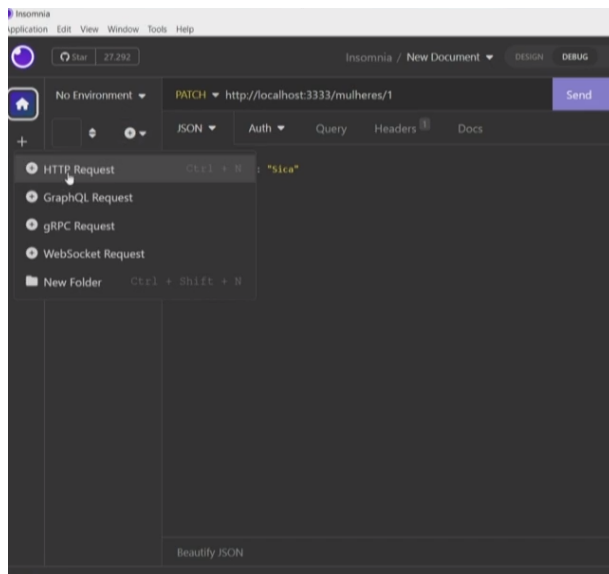 Insomnia
Application Edit View Window Tools Help
Star 27.292
Insomnia / New Document
DESIGN DEBUG
No Environment
PATCH http://localhost:3333/mulheres/1
Send
JSON Auth Query Headers 1 Docs
HTTP Request Ctrl + N
: "Sica"
GraphQL Request
gRPC Request
WebSocket Request
New Folder Ctrl + Shift + N
Beautify JSON